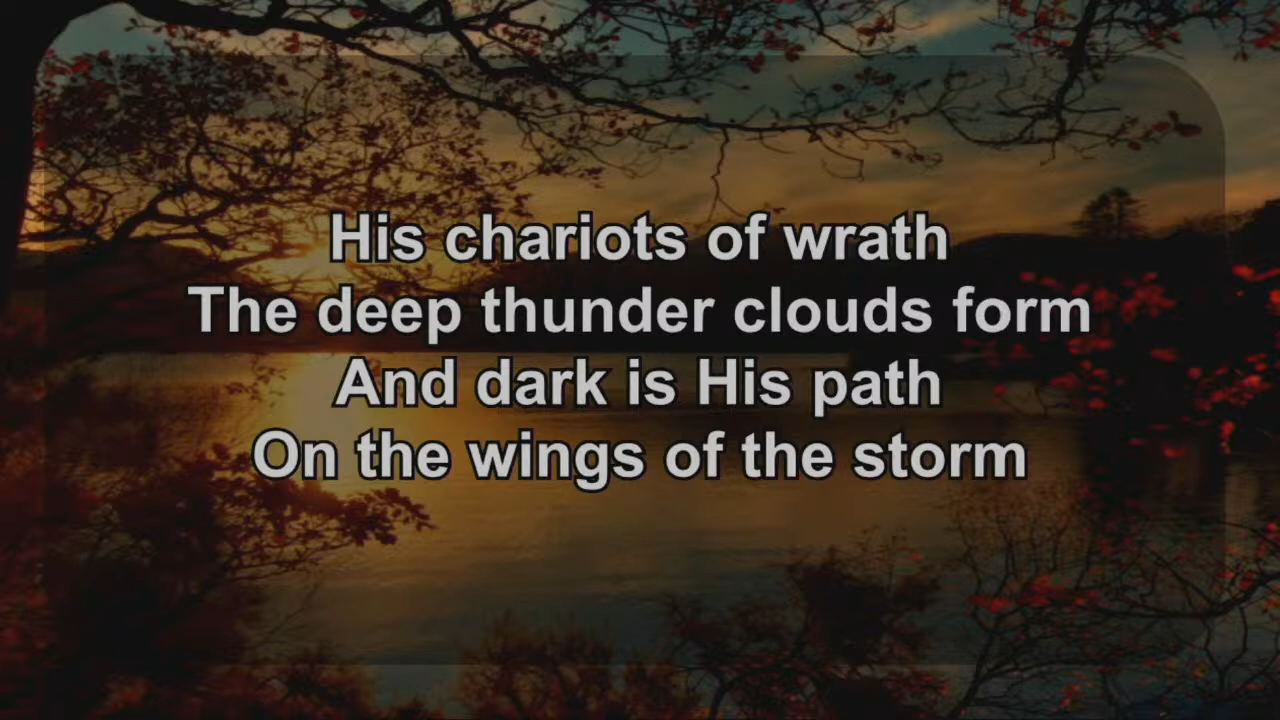 His chariots of wrath
The deep thunder clouds form
And dark is His path
On the wings of the storm